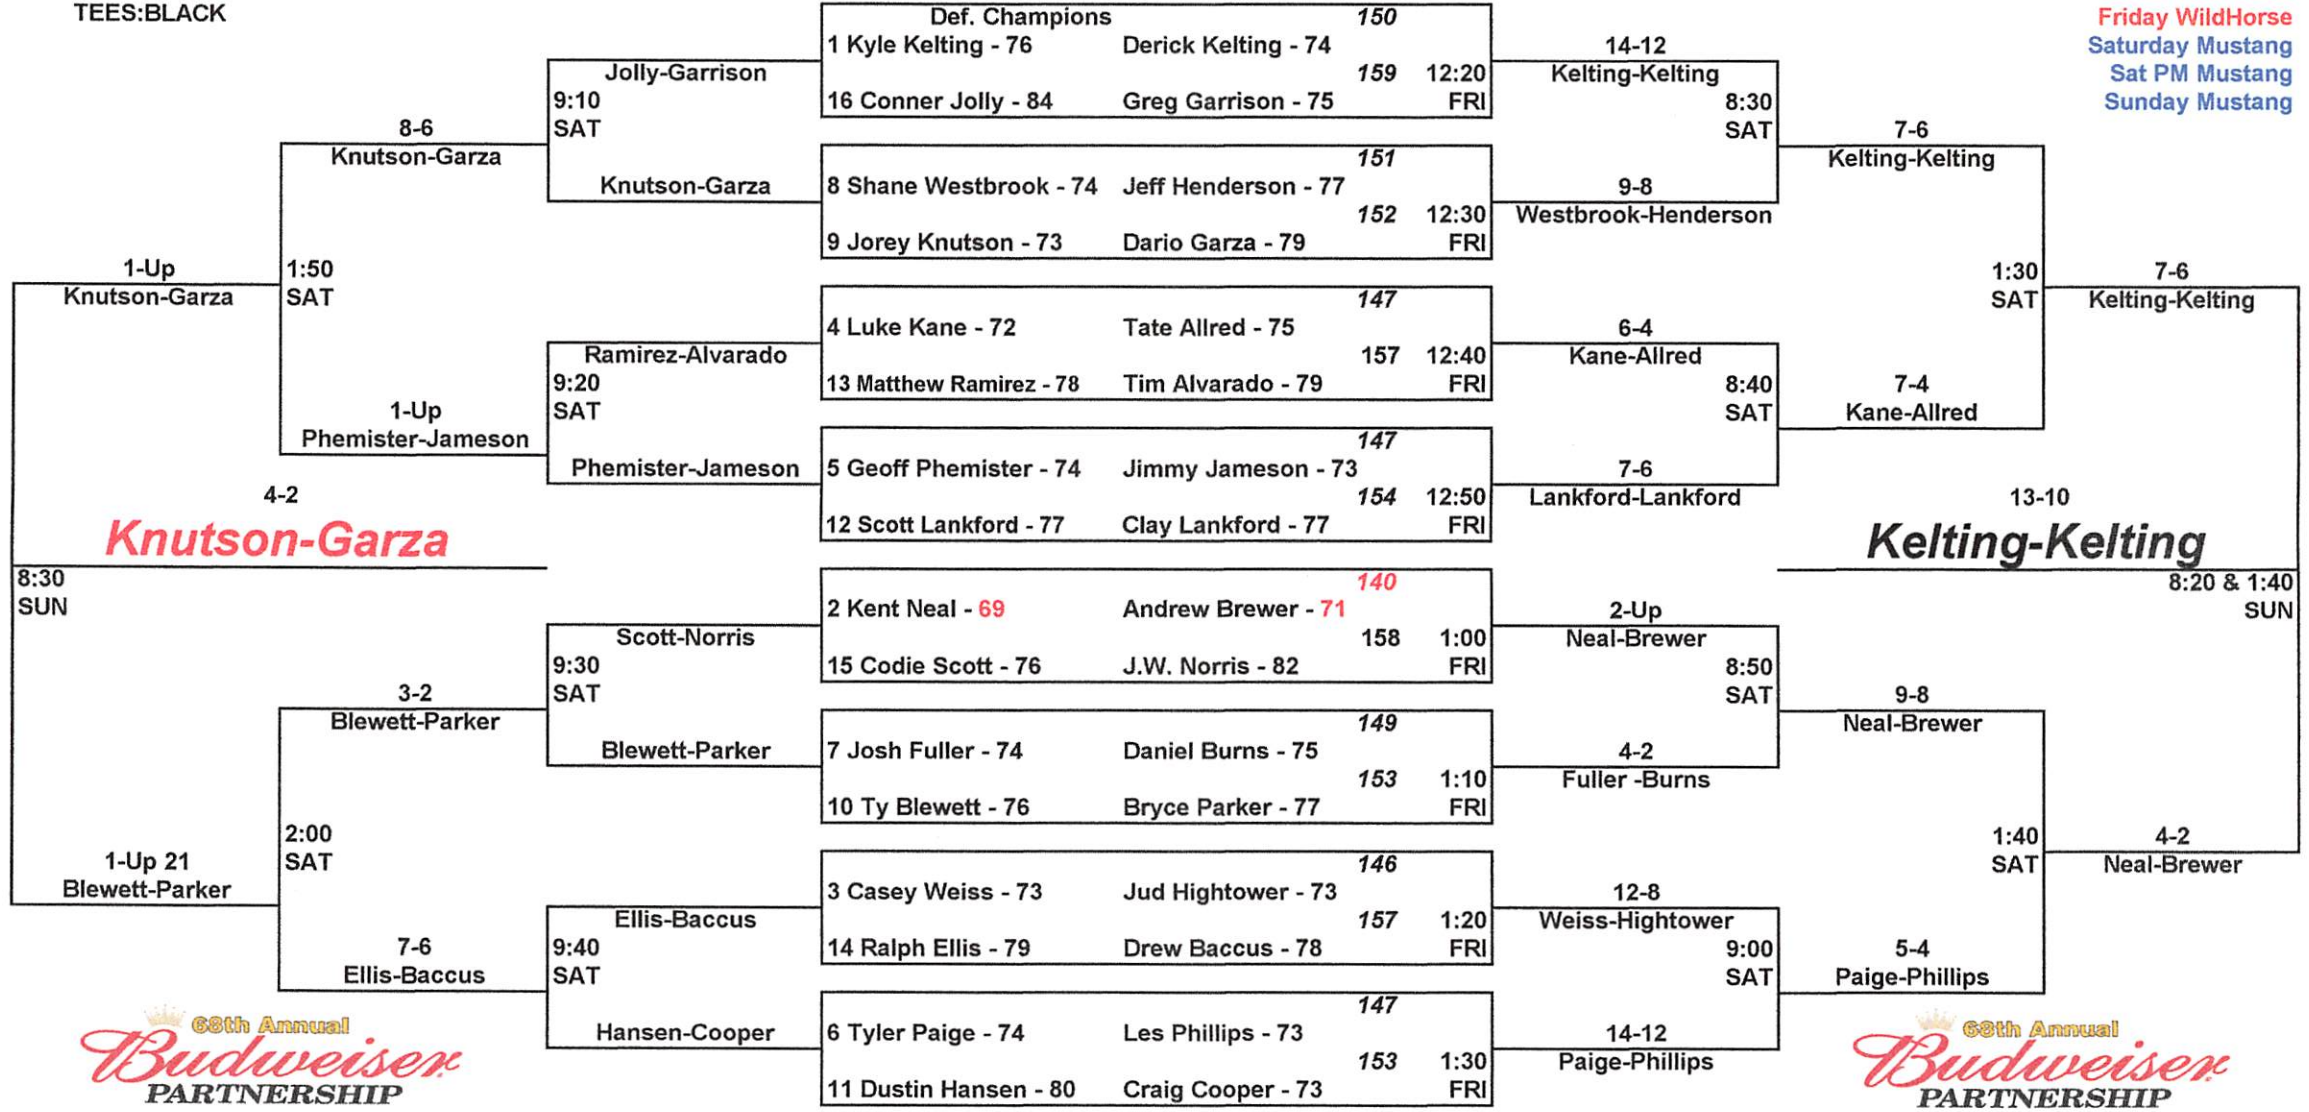 TEES:BLACK
Friday WildHorse
Saturday Mustang
Sat PM Mustang
Sunday Mustang
Def. Champions 150
1 Kyle Kelting - 76 Derick Kelting - 74
159 12:20
16 Conner Jolly - 84 Greg Garrison - 75 FRI
151
8 Shane Westbrook - 74 Jeff Henderson - 77
152 12:30
9 Jorey Knutson - 73 Dario Garza - 79 FRI
147
4 Luke Kane - 72 Tate Allred - 75
157 12:40
13 Matthew Ramirez - 78 Tim Alvarado - 79 FRI
147
5 Geoff Phemister - 74 Jimmy Jameson - 73
154 12:50
12 Scott Lankford - 77 Clay Lankford - 77 FRI
140
2 Kent Neal - 69 Andrew Brewer - 71
158 1:00
15 Codie Scott - 76 J.W. Norris - 82 FRI
149
7 Josh Fuller - 74 Daniel Burns - 75
153 1:10
10 Ty Blewett - 76 Bryce Parker - 77 FRI
146
3 Casey Weiss - 73 Jud Hightower - 73
157 1:20
14 Ralph Ellis - 79 Drew Baccus - 78 FRI
147
6 Tyler Paige - 74 Les Phillips - 73
153 1:30
11 Dustin Hansen - 80 Craig Cooper - 73 FRI
Jolly-Garrison
9:10
SAT
Knutson-Garza
Ramirez-Alvarado
9:20
SAT
Phemister-Jameson
Scott-Norris
9:30
SAT
Blewett-Parker
Ellis-Baccus
9:40
SAT
Hansen-Cooper
8-6
Knutson-Garza
1:50
SAT
1-Up
Phemister-Jameson
3-2
Blewett-Parker
2:00
SAT
7-6
Ellis-Baccus
1-Up
Knutson-Garza
4-2
Knutson-Garza
8:30
SUN
1-Up 21
Blewett-Parker
14-12
Kelting-Kelting
8:30
SAT
9-8
Westbrook-Henderson
6-4
Kane-Allred
8:40
SAT
7-6
Lankford-Lankford
2-Up
Neal-Brewer
8:50
SAT
4-2
Fuller -Burns
12-8
Weiss-Hightower
9:00
SAT
14-12
Paige-Phillips
7-6
Kelting-Kelting
1:30
SAT
7-4
Kane-Allred
9-8
Neal-Brewer
1:40
SAT
5-4
Paige-Phillips
7-6
Kelting-Kelting
13-10
Kelting-Kelting
8:20 & 1:40
SUN
4-2
Neal-Brewer
68th Annual
Budweiser
PARTNERSHIP
68th Annual
Budweiser
PARTNERSHIP